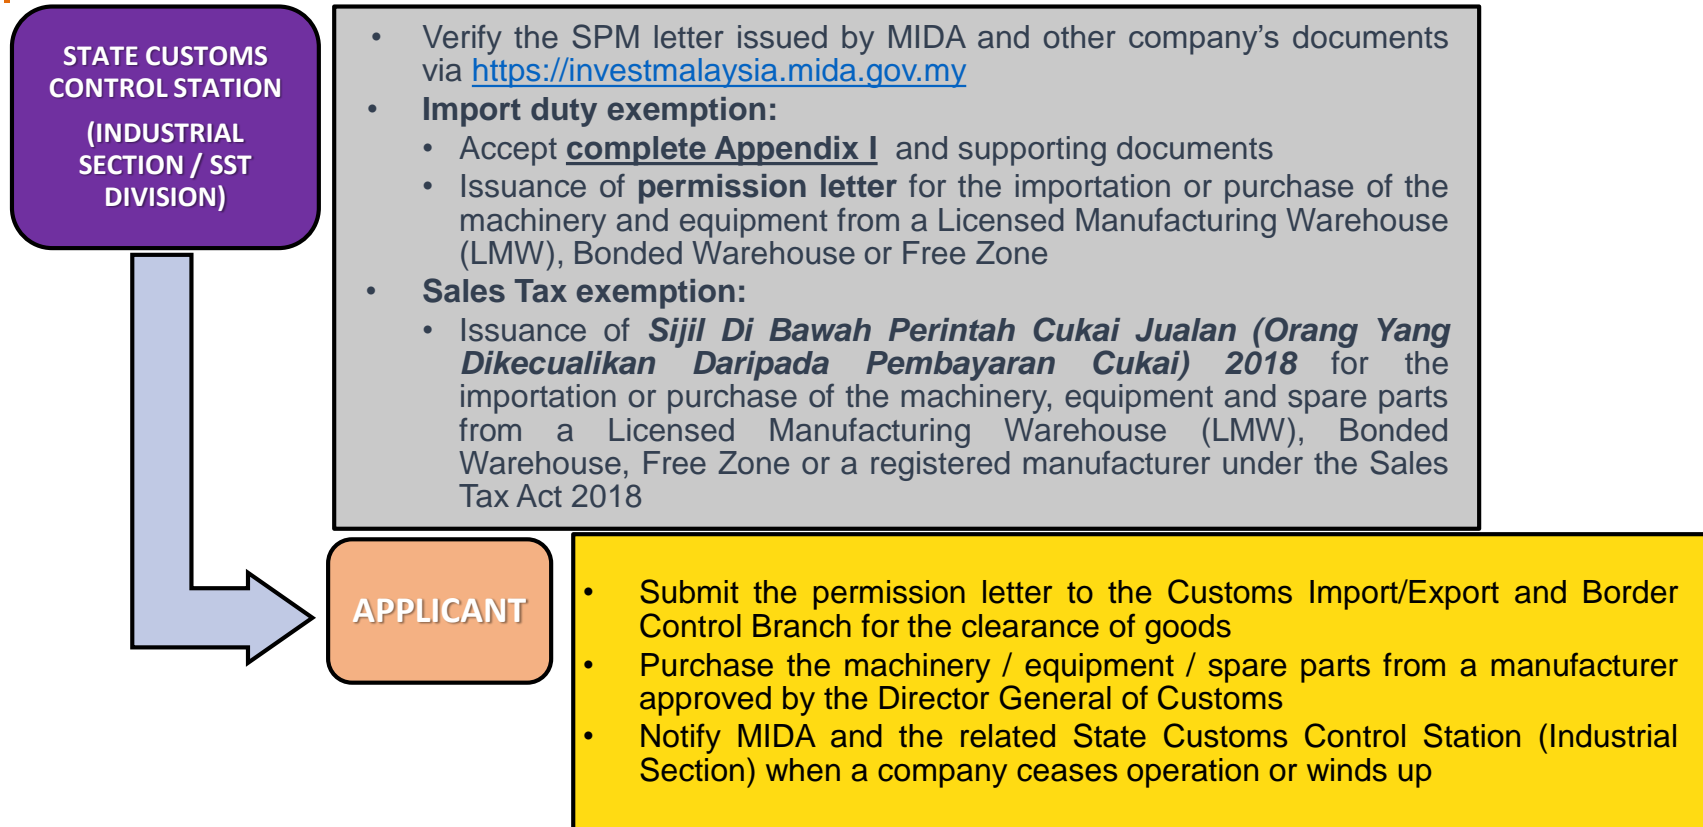 STATE CUSTOMS
CONTROL STATION
(INDUSTRIAL
SECTION / SST
DIVISION)
• Verify the SPM letter issued by MIDA and other company’s documents
via https://investmalaysia.mida.gov.my
• Import duty exemption:
• Accept complete Appendix I and supporting documents
• Issuance of permission letter for the importation or purchase of the
machinery and equipment from a Licensed Manufacturing Warehouse
(LMW), Bonded Warehouse or Free Zone
• Sales Tax exemption:
• Issuance of Sijil Di Bawah Perintah Cukai Jualan (Orang Yang
Dikecualikan Daripada Pembayaran Cukai) 2018 for the
importation or purchase of the machinery, equipment and spare parts
from a Licensed Manufacturing Warehouse (LMW), Bonded
Warehouse, Free Zone or a registered manufacturer under the Sales
Tax Act 2018
APPLICANT
• Submit the permission letter to the Customs Import/Export and Border
Control Branch for the clearance of goods
• Purchase the machinery / equipment / spare parts from a manufacturer
approved by the Director General of Customs
• Notify MIDA and the related State Customs Control Station (Industrial
Section) when a company ceases operation or winds up